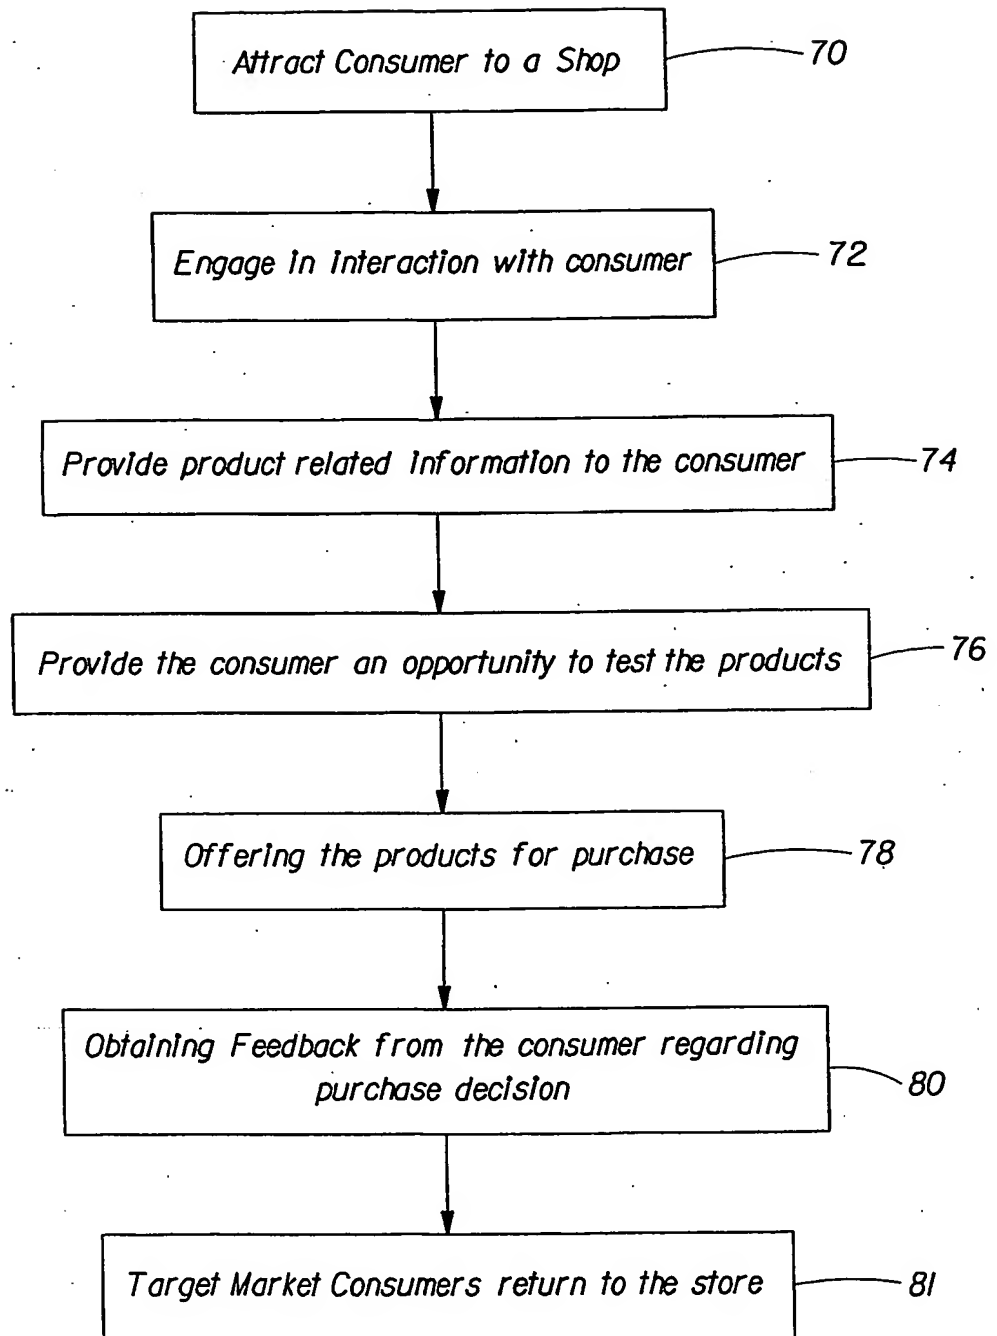 Attract Consumer to a Shop
70
Engage in interaction with consumer
72
Provide product related information to the consumer
74
Provide the consumer an opportunity to test the products
76
Offering the products for purchase
78
Obtaining Feedback from the consumer regarding
purchase decision
80
Target Market Consumers return to the store
81